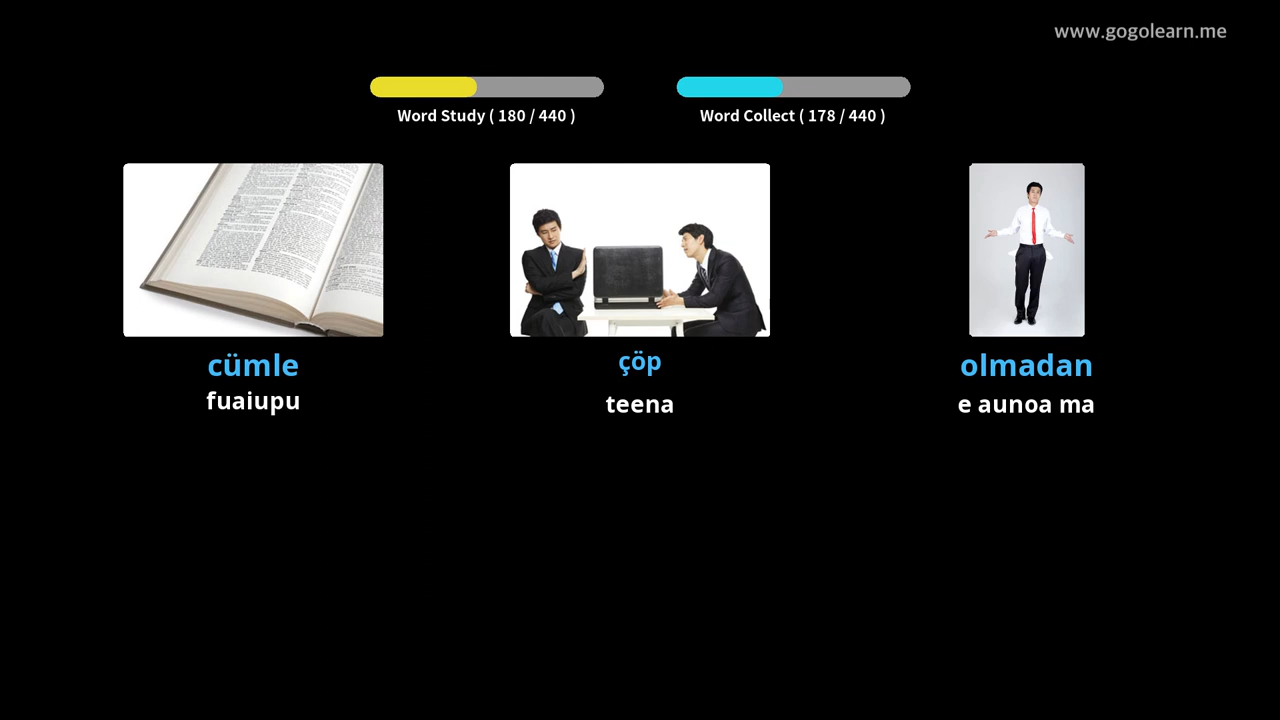 www.gogolearn.me
Word Study ( 180 / 440 )
Word Collect ( 178 / 440 )
cümle
fuaiupu
çöp
teena
olmadan
e aunoa ma